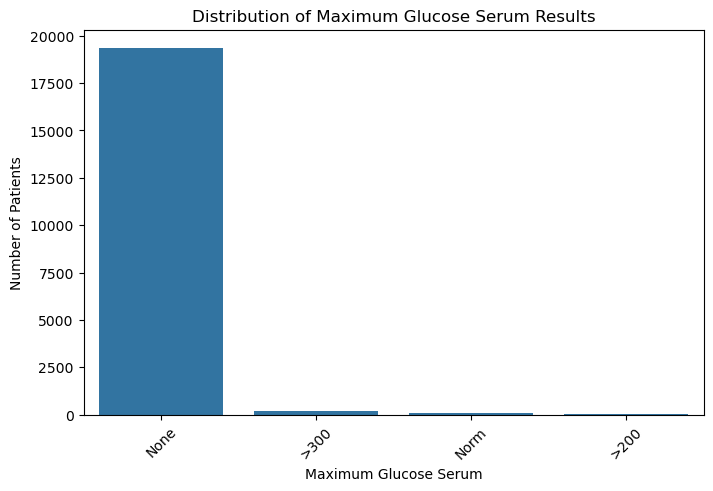 Distribution of Maximum Glucose Serum Results
Number of Patients
20000
17500
15000
12500
10000
7500
5000
2500
0
None
>300
Norm
>200
Maximum Glucose Serum